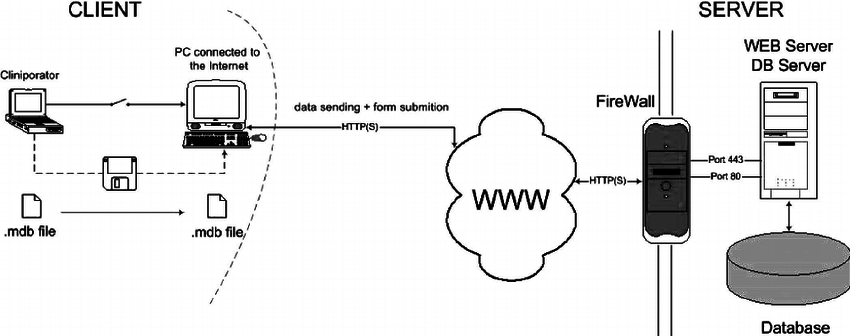 CLIENT
SERVER
PC connected to
the Internet
Cliniporator
WEB Server
DB Server
FireWall
data sending + form submition
HTTP(S)
Port 443
Port 80
HTTP(S)
WWW
.mdb file
.mdb file
Database